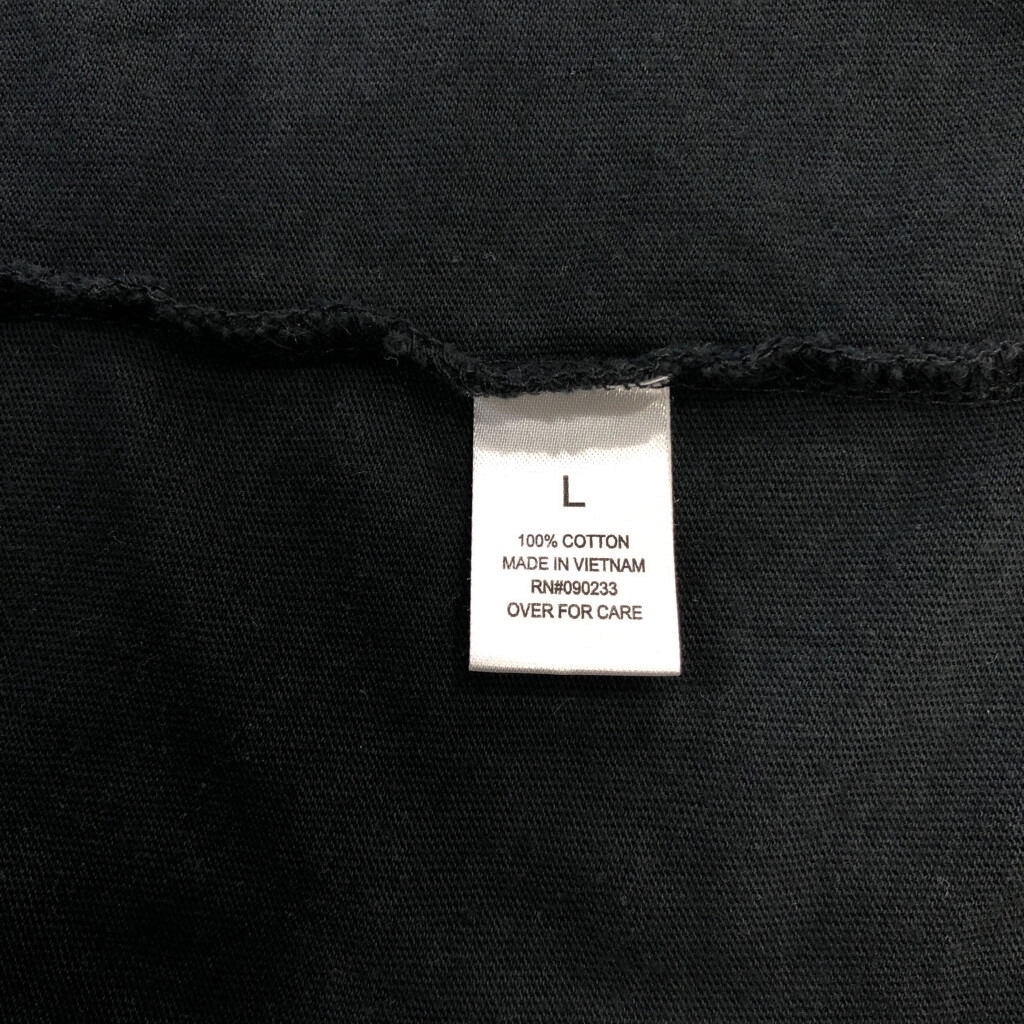 L
100% COTTON
MADE IN VIETNAM
RN#090233
OVER FOR CARE